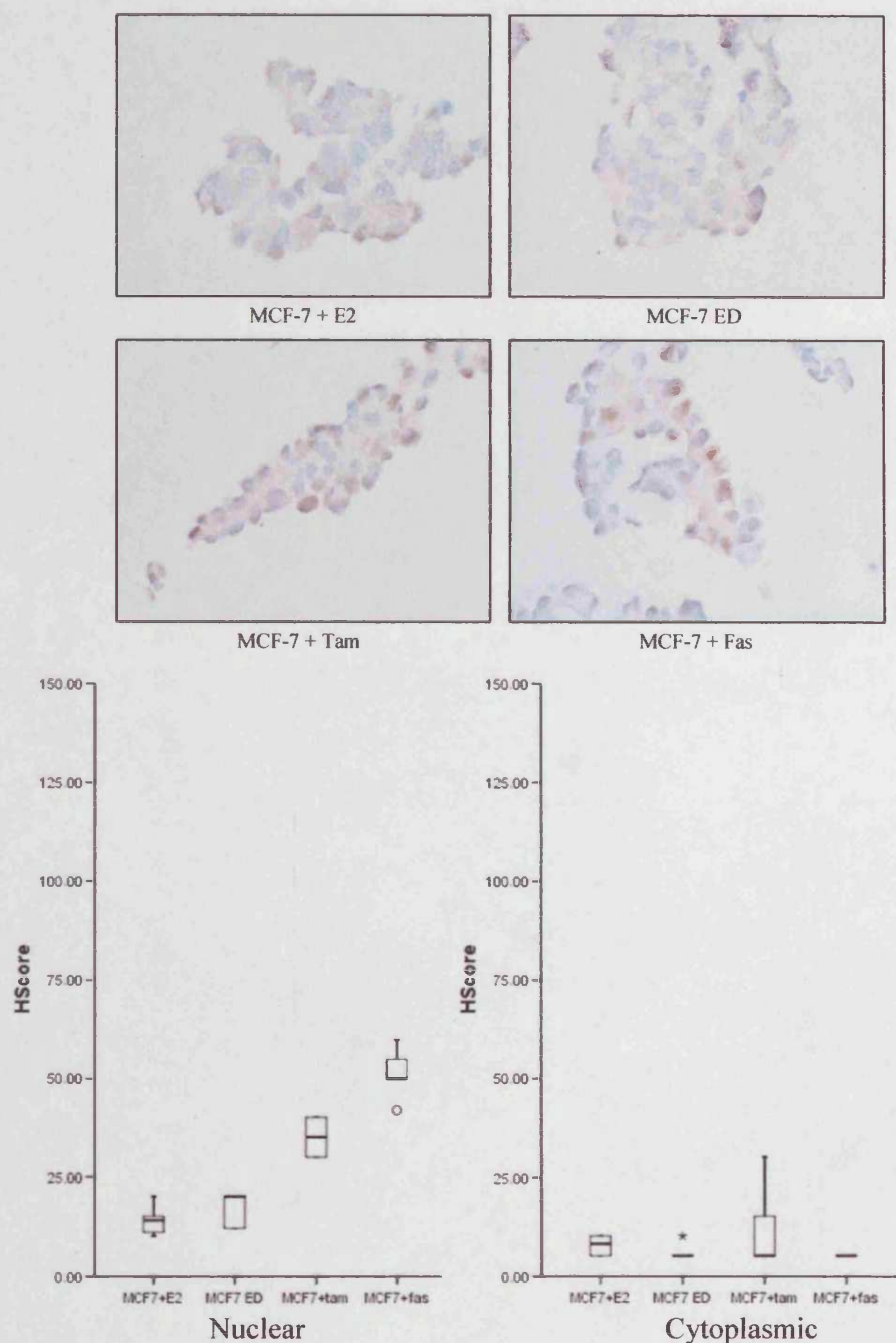 MCF-7 + E2
MCF-7 ED
MCF-7 + Tam
MCF-7 + Fas
150.00
125.00
100.00
75.00
50.00
25.00
0.00
HScore
MCF7+E2
MCF7 ED
MCF7+tam
MCF7+fas
Nuclear
150.00
125.00
100.00
75.00
50.00
25.00
0.00
HScore
MCF7+E2
MCF7 ED
MCF7+tam
MCF7+fas
Cytoplasmic